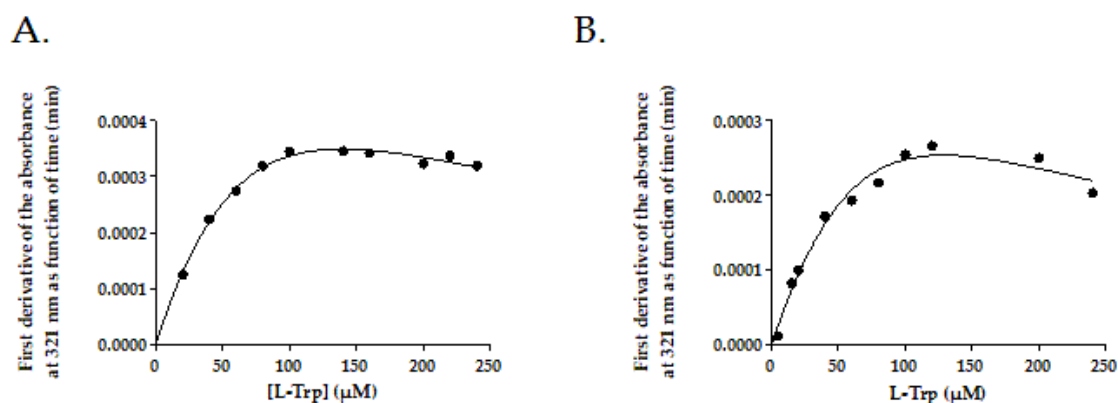 A.
First derivative of the absorbance
at 321 nm as function of time (min)
0.0004
0.0003
0.0002
0.0001
0.0000
0 50 100 150 200 250
[L-Trp] (µM)
B.
First derivative of the absorbance
at 321 nm as function of time (min)
0.0003
0.0002
0.0001
0.0000
0 50 100 150 200 250
L-Trp (µM)